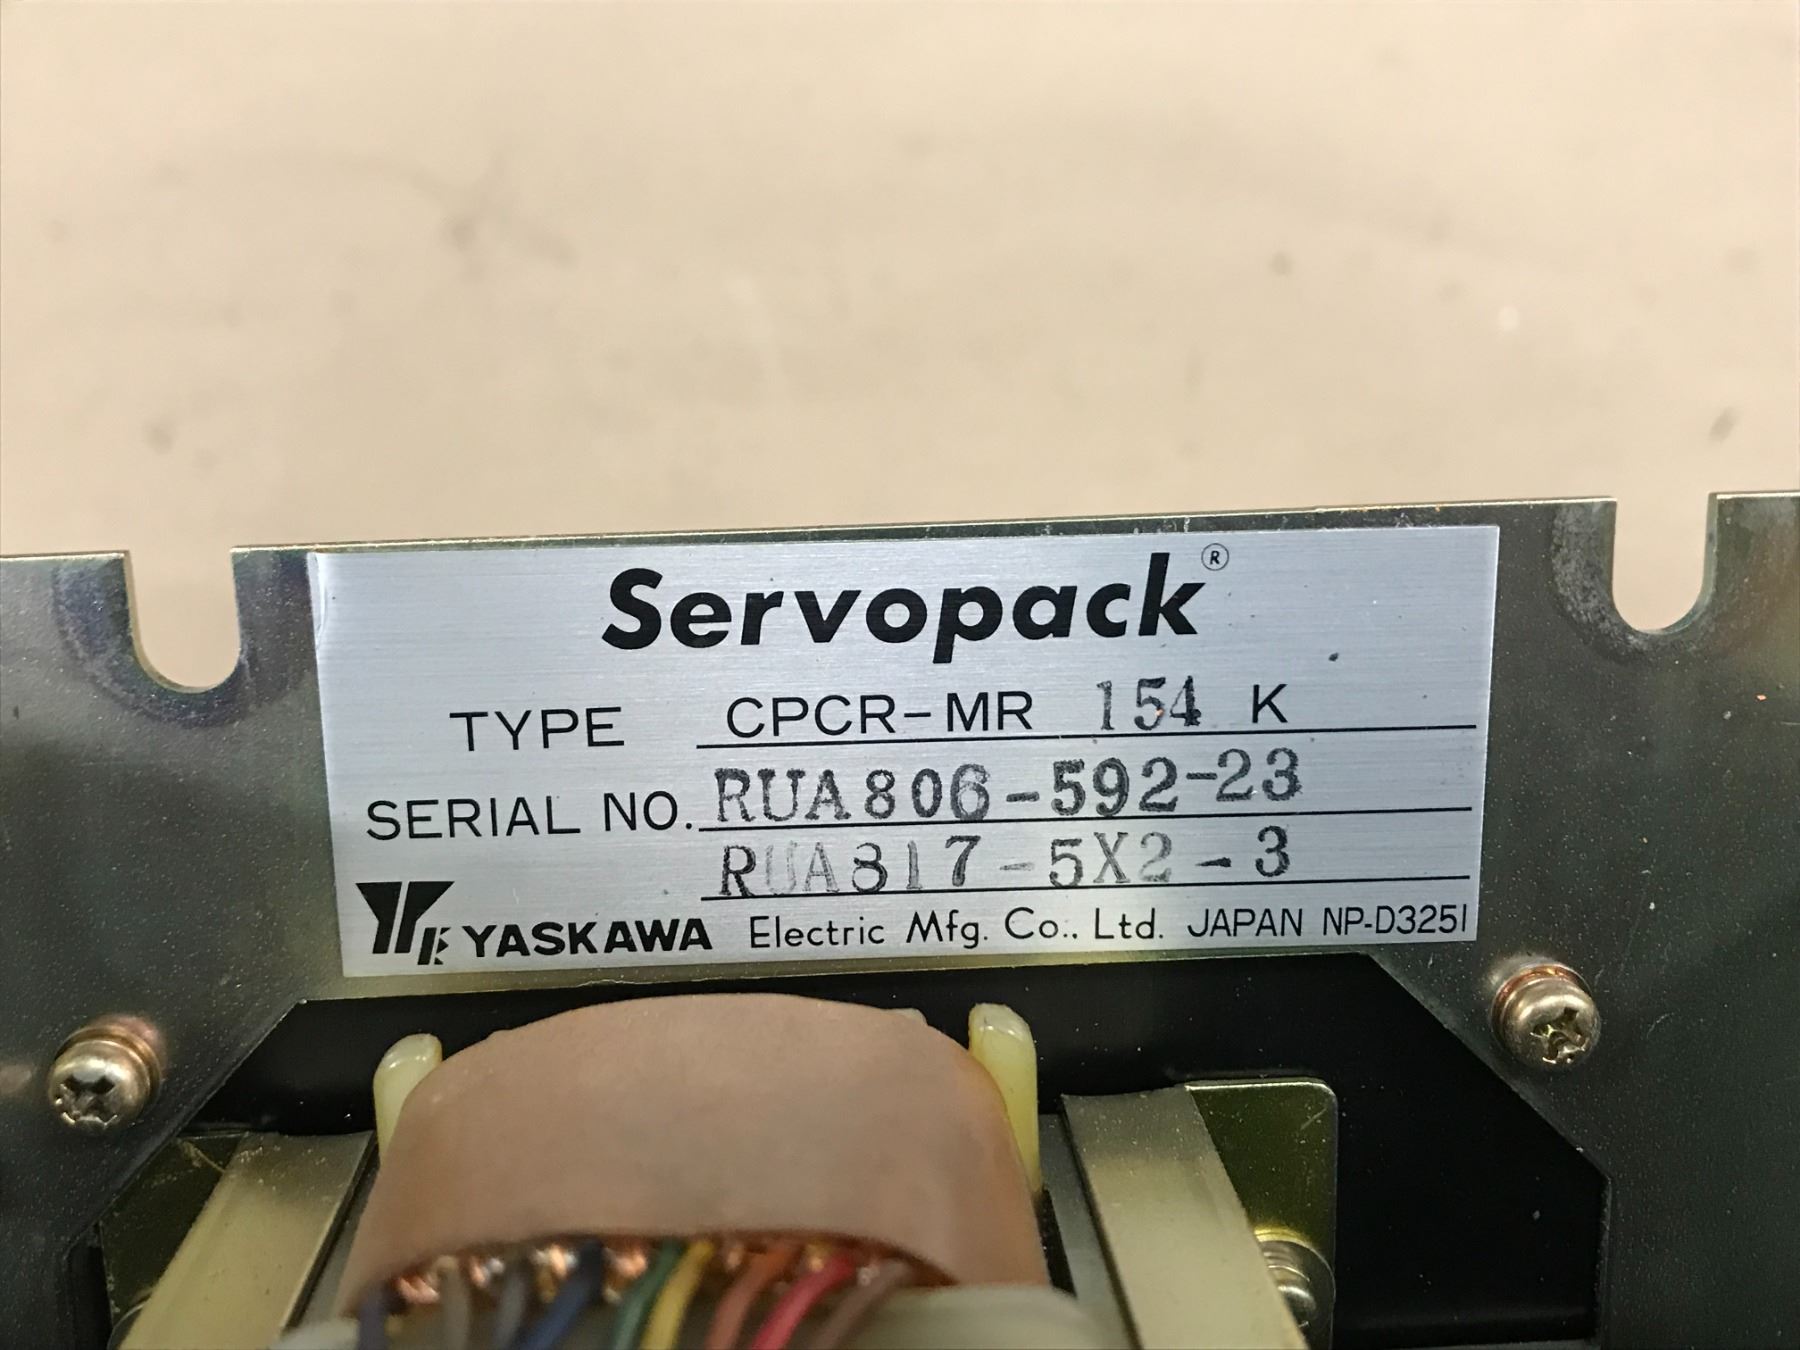 Servopack®
TYPE CPCR-MR 154 K
SERIAL NO. RUA806-592-23
RUA817-5X2-3
YASKAWA Electric Mfg. Co., Ltd. JAPAN NP-D3251